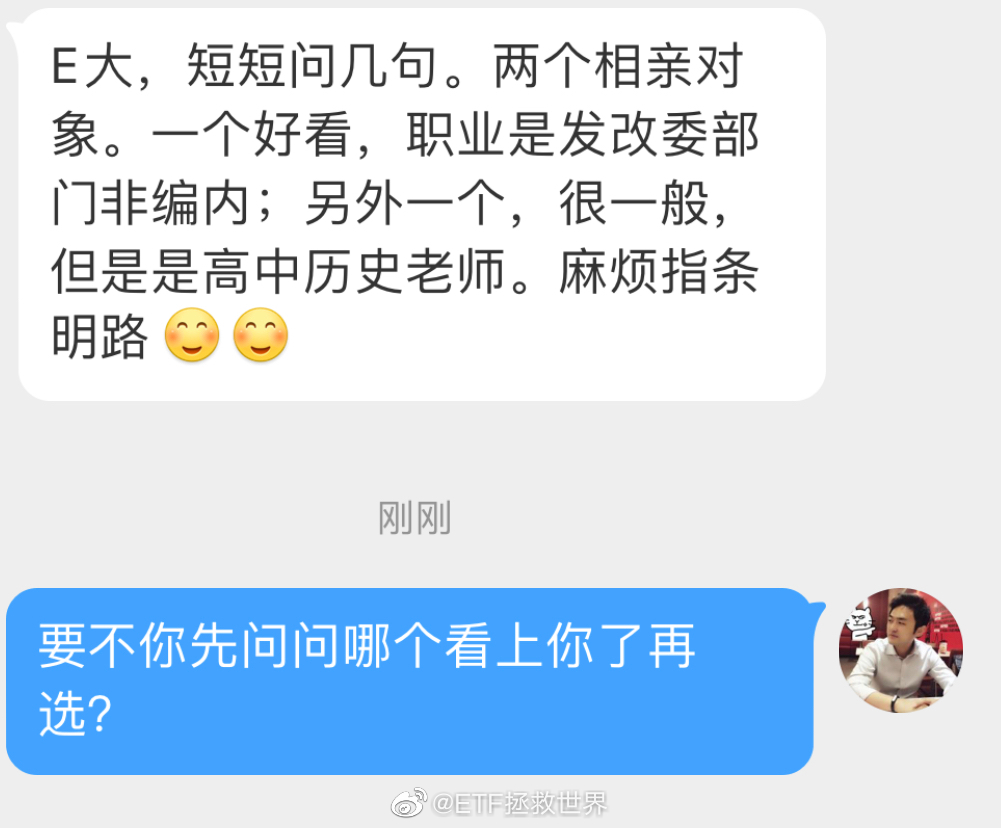 E大，短短问几句。两个相亲对
象。一个好看，职业是发改委部
门非编内；另外一个，很一般，
但是是高中历史老师。麻烦指条
明路😊😊
刚刚
要不你先问问哪个看上你了再
选？
@ETF拯救世界